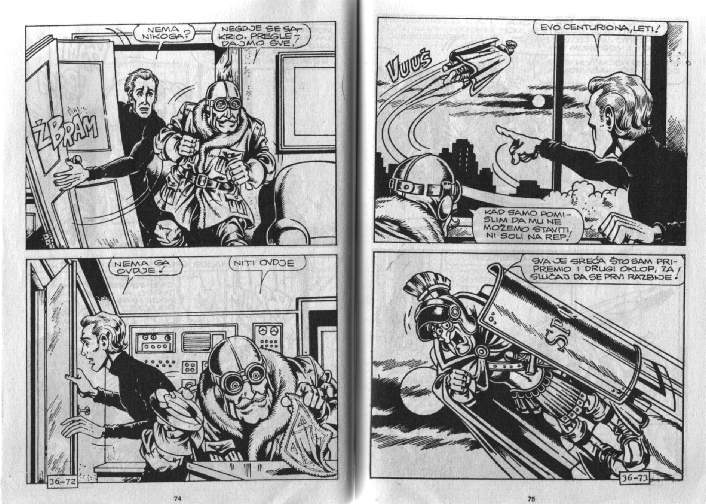 NEMA
NIKOGA?
NEGDJE SE SA-
KRIO. PREGLE-
DAJMO SVE!
ŽBRAM
NEMA GA
OVDJE!
NITI OVDJE
36-72
74
EVO CENTURIONA, LETI!
VUUŠ
KAD SAMO POMI-
SLIM DA MU NE
MOŽEMO STAVITI,
NI SOLI NA REP!
SVA JE SREĆA ŠTO SAM PRI-
PREMIO I DRUGI OKLOP, ZA
SLUČAJ DA SE PRVI RAZBIJE!
36-73
75